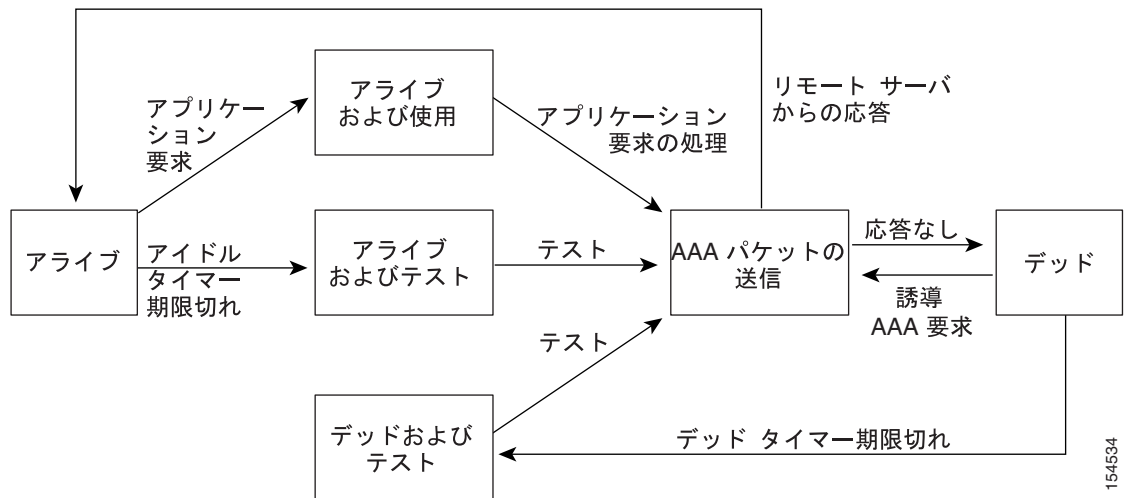 アライブ
および使用
リモート サーバ
からの応答
アプリケー
ション
要求
アプリケーション
要求の処理
アライブ
アイドル
タイマー
期限切れ
アライブ
およびテスト
テスト
AAA パケットの
送信
応答なし
誘導
AAA 要求
デッド
テスト
デッドおよび
テスト
デッド タイマー期限切れ
154534